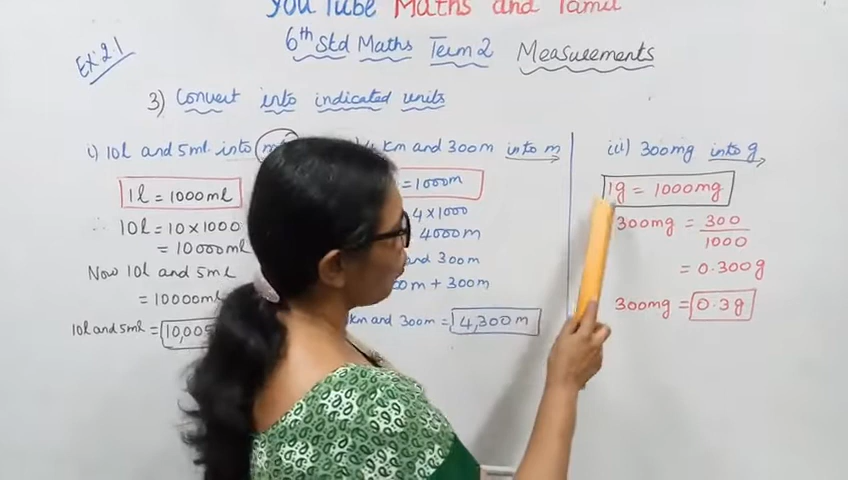 YouTube Maths and Tamil
6th Std Maths Term 2 Measurements
Ex: 2.1
3) Convert into indicated units
i) 10l and 5ml into
km and 300m into m
iii) 300mg into g
1l = 1000ml
= 1000m
1g = 1000mg
∴ 10l = 10 x 1000
4 x 1000
300mg = 300/1000
= 10000ml
4000m
= 0.300g
Now 10l and 5ml
and 300m
= 10000ml
m + 300m
300mg = 0.3g
10l and 5ml = 10,005
km and 300m = 4,300m